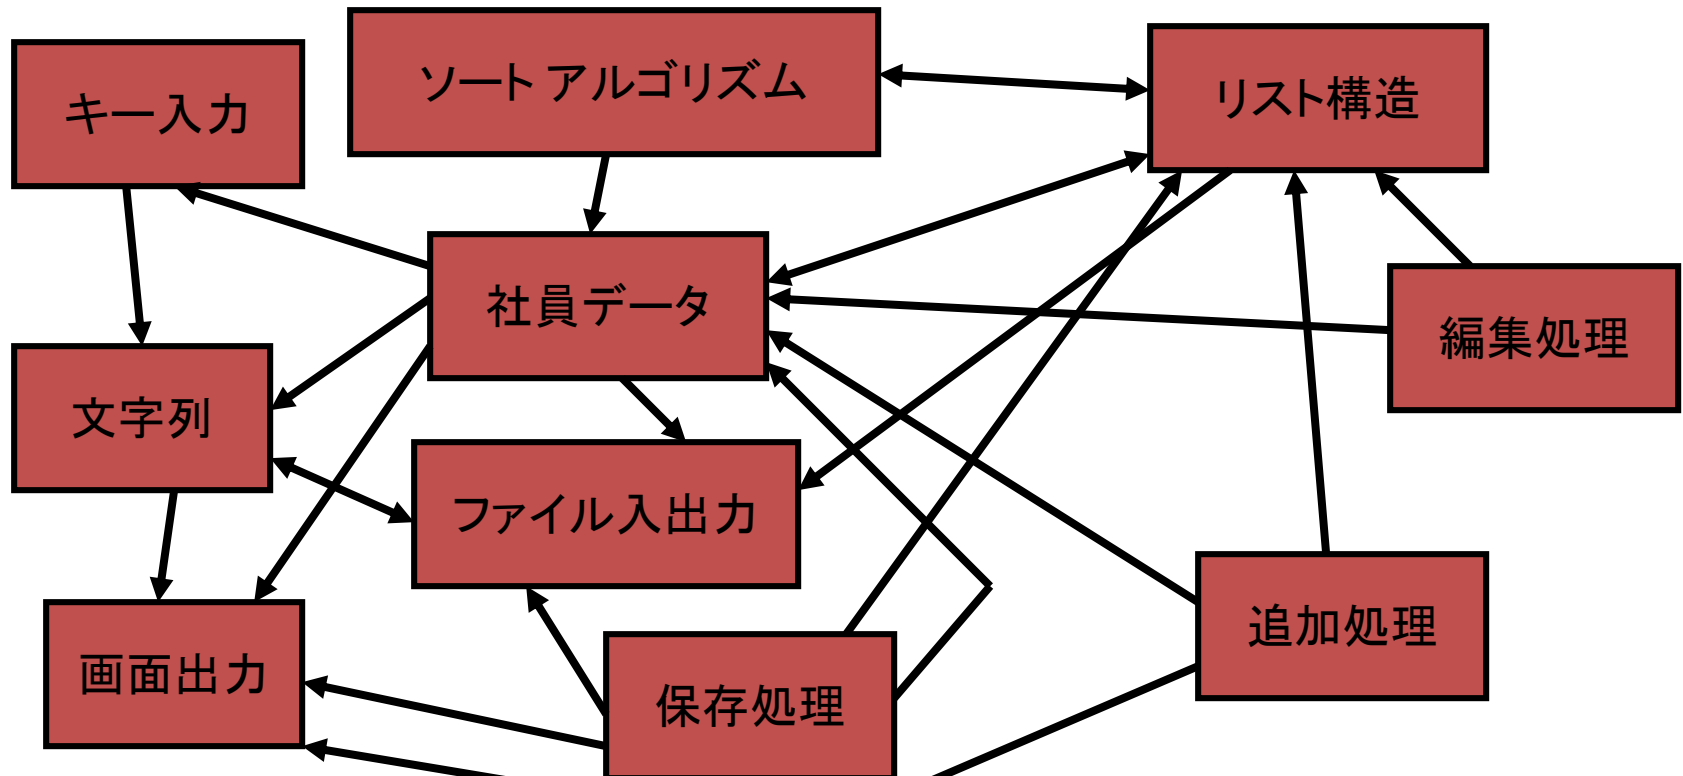 ソートアルゴリズム
リスト構造
キー入力
社員データ
編集処理
文字列
ファイル入出力
追加処理
画面出力
保存処理